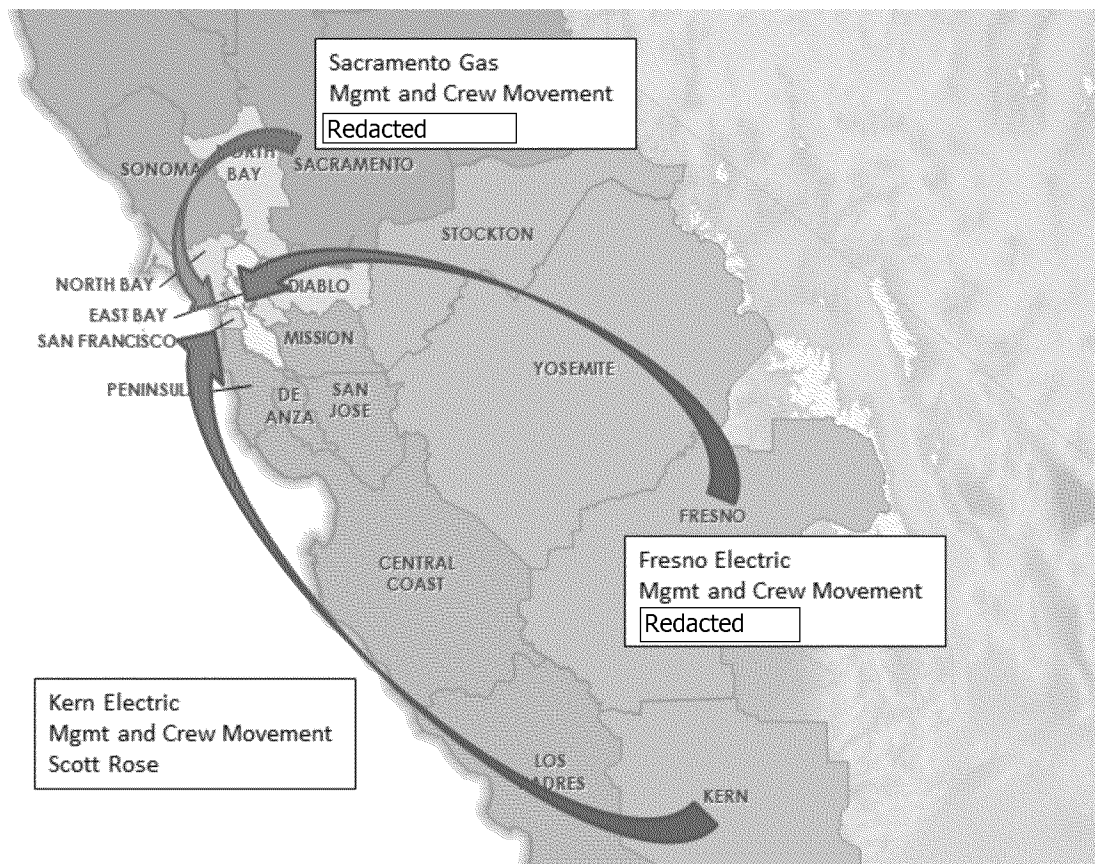 Sacramento Gas
Mgmt and Crew Movement
Redacted
SONOMA
NORTH
BAY
SACRAMENTO
STOCKTON
NORTH BAY
DIABLO
EAST BAY
SAN FRANCISCO
MISSION
YOSEMITE
PENINSUL
DE
ANZA
SAN
JOSE
FRESNO
CENTRAL
COAST
Fresno Electric
Mgmt and Crew Movement
Redacted
Kern Electric
Mgmt and Crew Movement
Scott Rose
LOS
PADRES
KERN